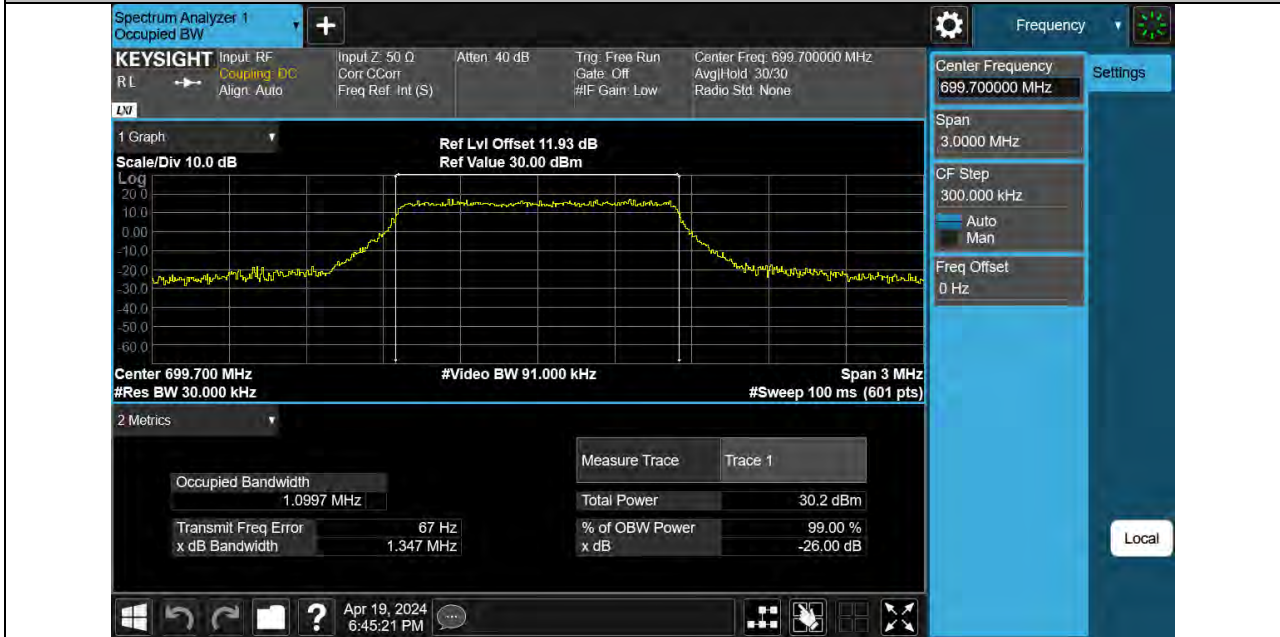 Spectrum Analyzer 1
Occupied BW
Frequency
KEYSIGHT
R L
LXI
Input: RF
Coupling: DC
Align: Auto
Input Z: 50 Ω
Corr CCorr
Freq Ref: Int (S)
Atten: 40 dB
Trig: Free Run
Gate: Off
#IF Gain: Low
Center Freq: 699.700000 MHz
Avg|Hold: 30/30
Radio Std: None
Center Frequency
699.700000 MHz
Settings
Span
3.0000 MHz
CF Step
300.000 kHz
Auto
Man
Freq Offset
0 Hz
Local
1 Graph
Ref Lvl Offset 11.93 dB
Scale/Div 10.0 dB
Ref Value 30.00 dBm
Log
20.0
10.0
0.00
-10.0
-20.0
-30.0
-40.0
-50.0
-60.0
Center 699.700 MHz
#Video BW 91.000 kHz
Span 3 MHz
#Res BW 30.000 kHz
#Sweep 100 ms (601 pts)
2 Metrics
Measure Trace Trace 1
Occupied Bandwidth
1.0997 MHz
Total Power 30.2 dBm
Transmit Freq Error 67 Hz
% of OBW Power 99.00 %
x dB Bandwidth 1.347 MHz
x dB -26.00 dB
?
Apr 19, 2024
6:45:21 PM